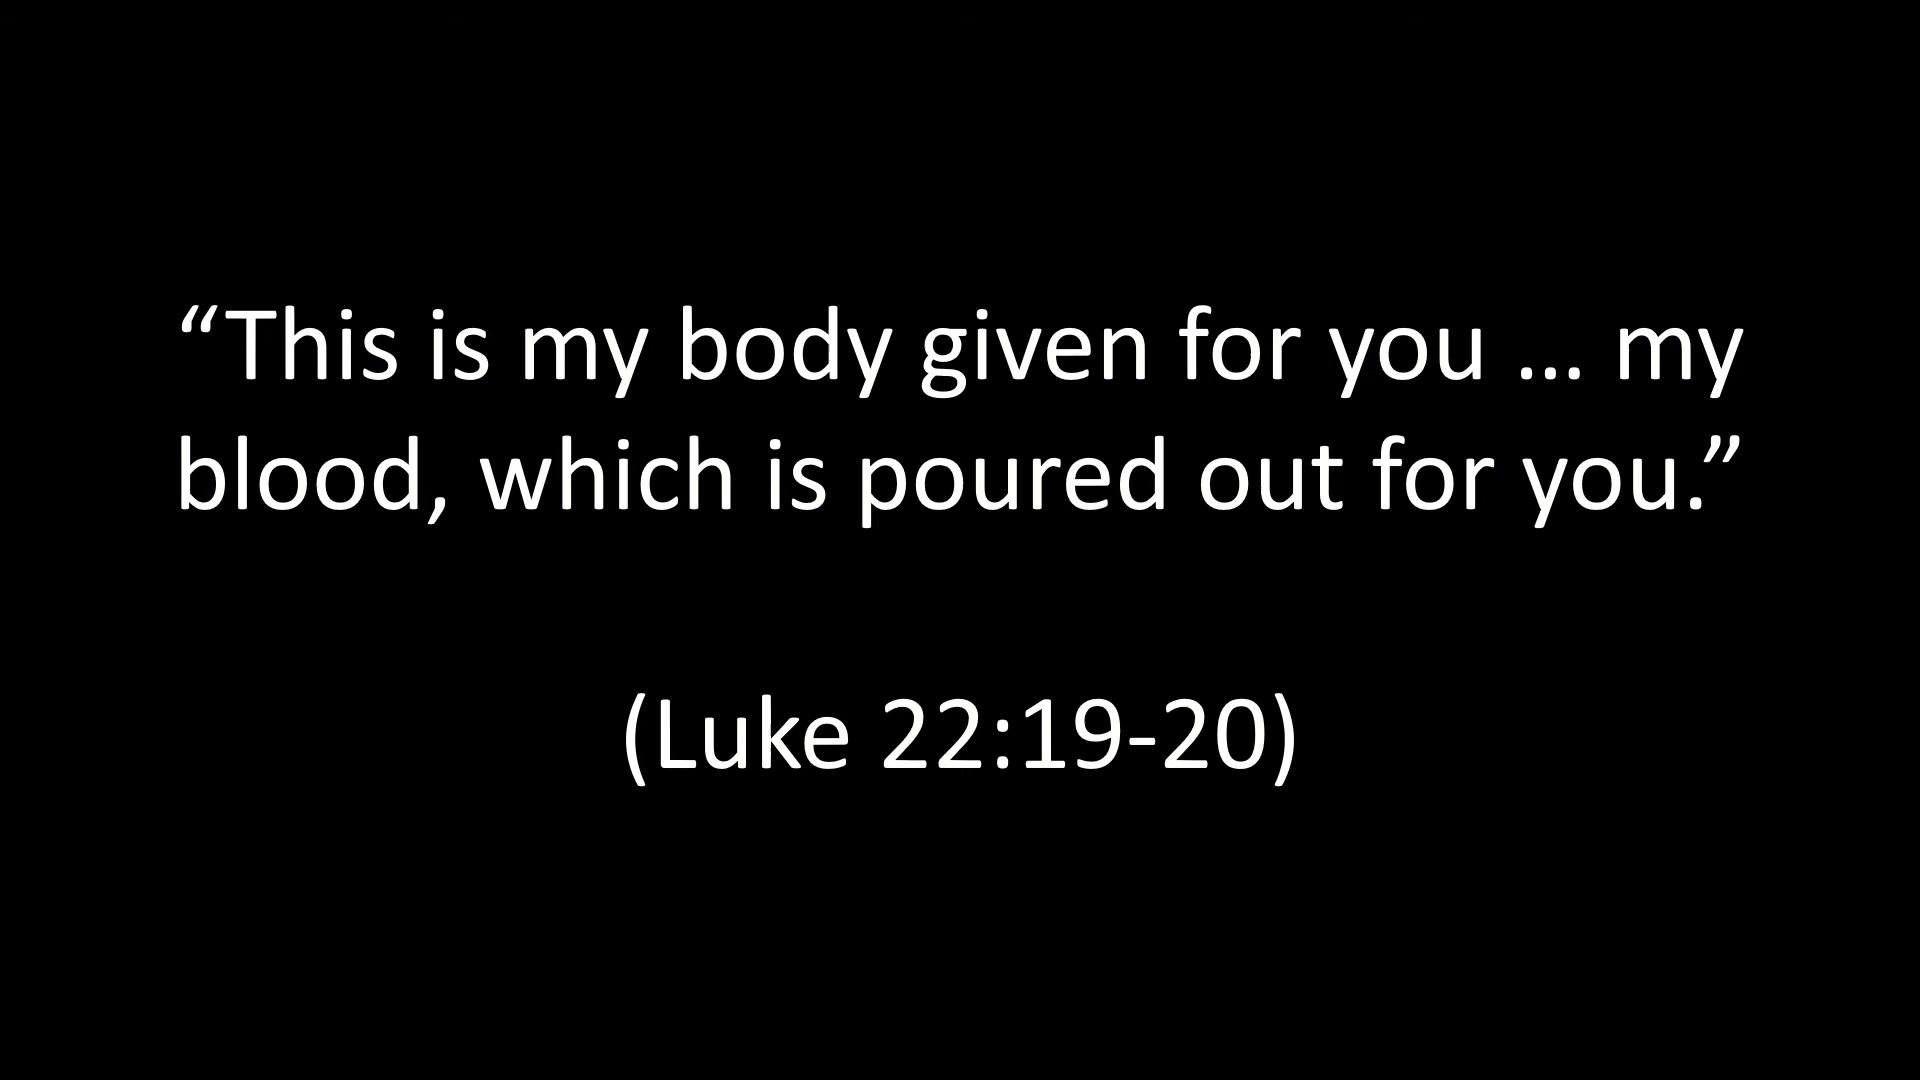 “This is my body given for you … my
blood, which is poured out for you.”
(Luke 22:19-20)